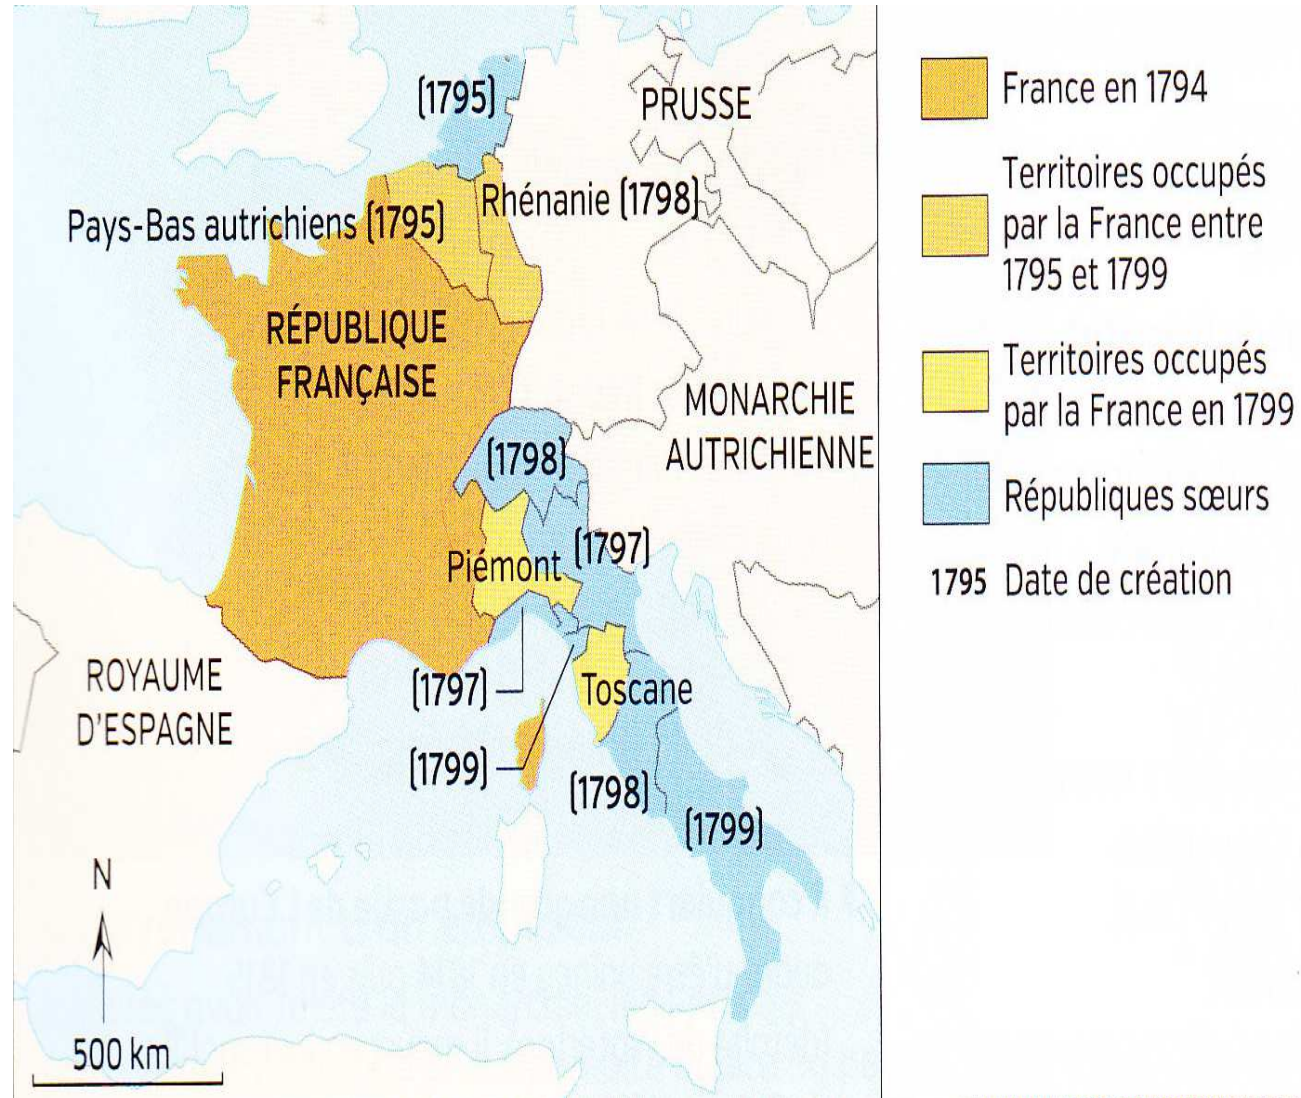 (1795)
PRUSSE
Rhénanie (1798)
Pays-Bas autrichiens (1795)
RÉPUBLIQUE
FRANÇAISE
MONARCHIE
AUTRICHIENNE
(1798)
(1797)
Piémont
ROYAUME
D'ESPAGNE
(1797)
Toscane
(1799)
(1798)
(1799)
N
500 km
France en 1794
Territoires occupés
par la France entre
1795 et 1799
Territoires occupés
par la France en 1799
Républiques sœurs
1795 Date de création